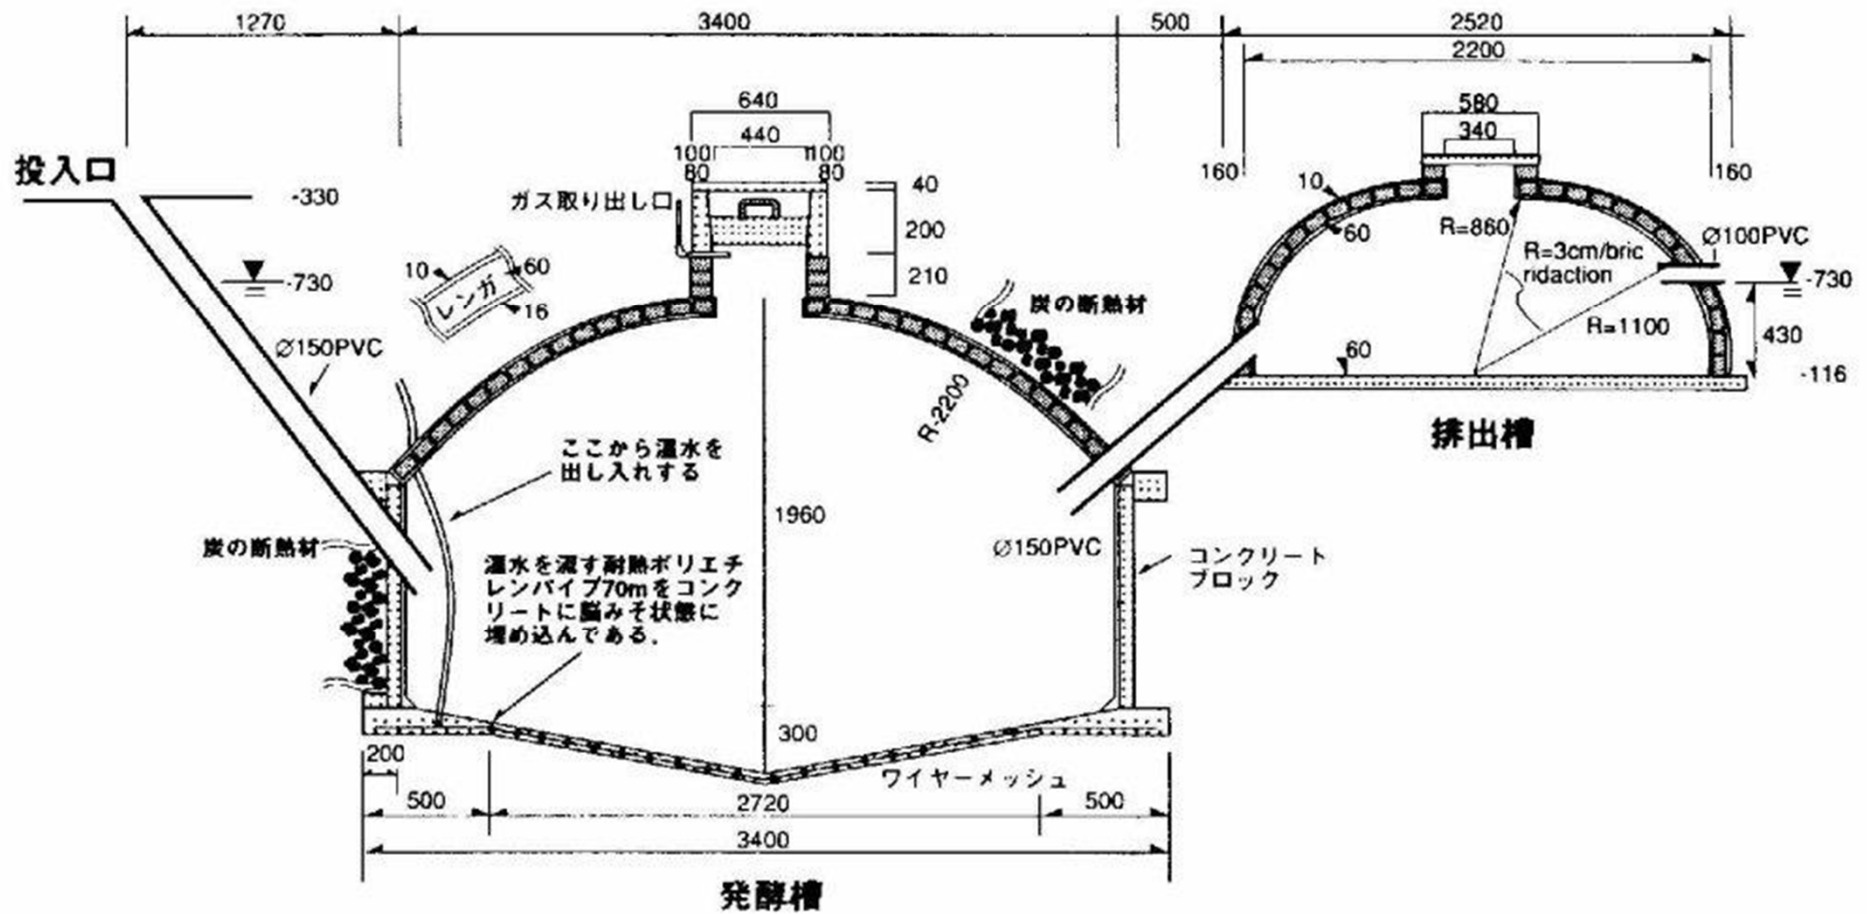 1270
3400
500
2520
2200
640
440
100
100
80
80
40
200
210
580
340
160
160
投入口
-330
-730
ガス取り出し口
10
60
レンガ
16
Ø150PVC
炭の断熱材
R-2200
10
60
R=860
R=3cm/bric
ridaction
R=1100
Ø100PVC
-730
430
60
-116
排出槽
ここから温水を
出し入れする
1960
炭の断熱材
温水を流す耐熱ポリエチ
レンパイプ70mをコンク
リートに脳みそ状態に
埋め込んである.
Ø150PVC
コンクリート
ブロック
300
ワイヤーメッシュ
200
500
2720
500
3400
発酵槽